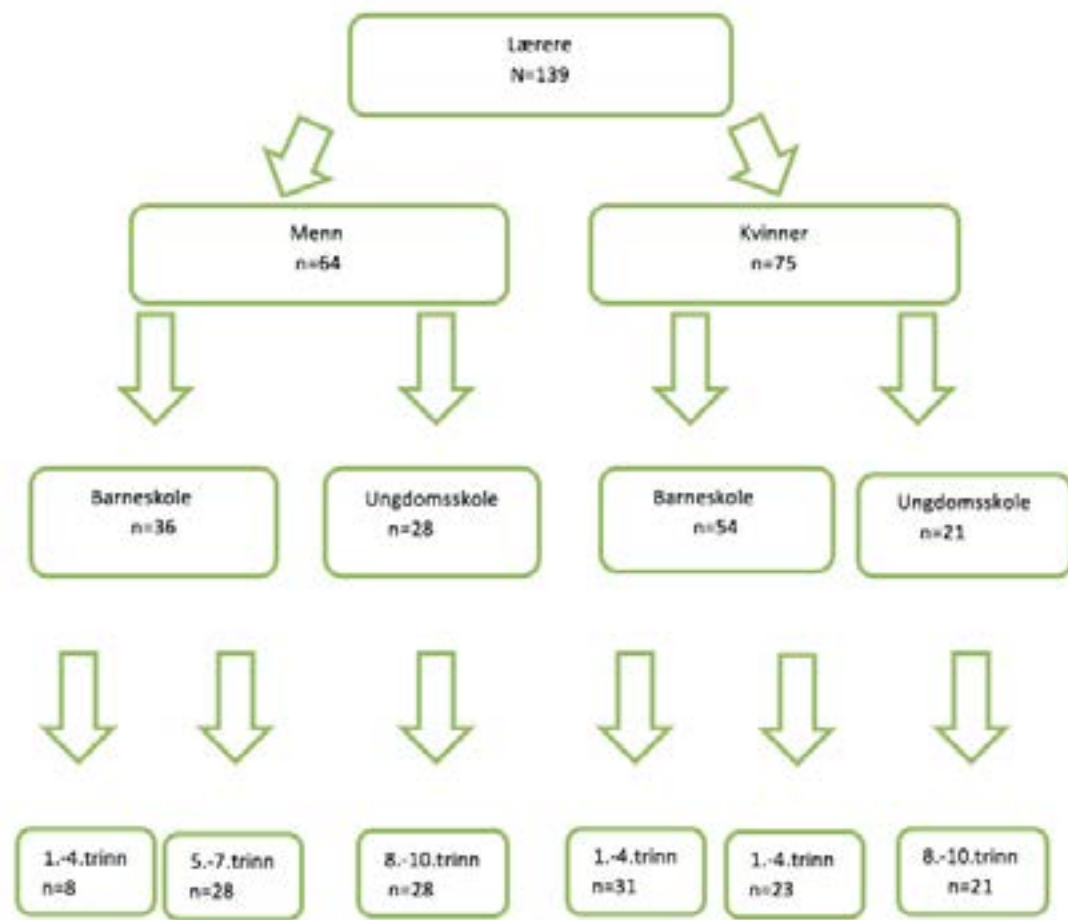 Lærere
N=139
Menn
n=64
Kvinner
n=75
Barneskole
n=36
Ungdomsskole
n=28
Barneskole
n=54
Ungdomsskole
n=21
1.-4.trinn
n=8
5.-7.trinn
n=28
8.-10.trinn
n=28
1.-4.trinn
n=31
1.-4.trinn
n=23
8.-10.trinn
n=21